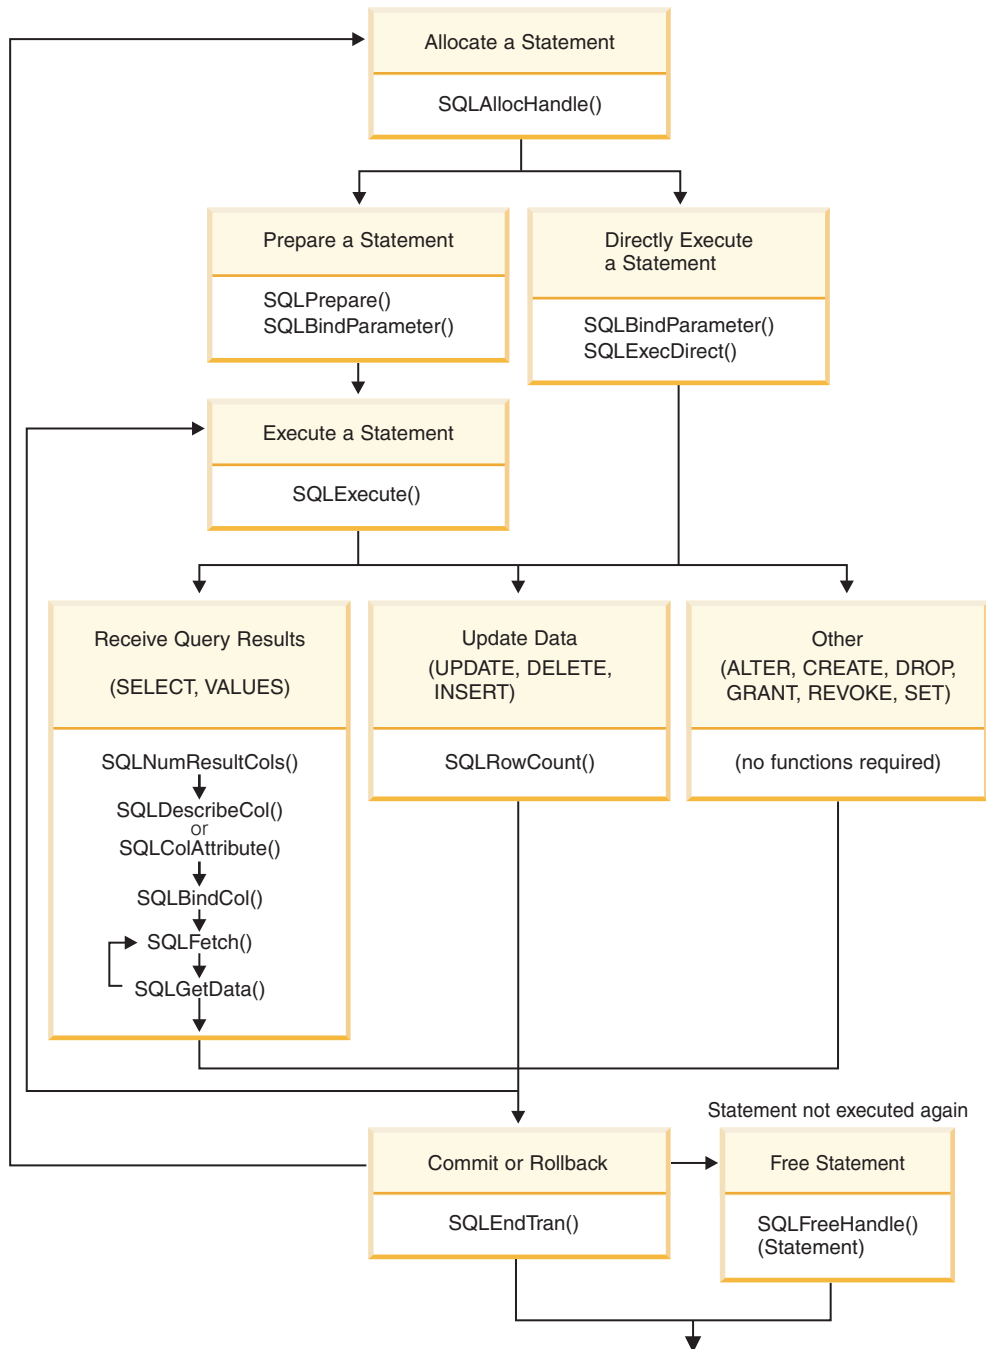 Allocate a Statement
SQLAllocHandle()
Prepare a Statement
SQLPrepare()
SQLBindParameter()
Directly Execute
a Statement
SQLBindParameter()
SQLExecDirect()
Execute a Statement
SQLExecute()
Receive Query Results
(SELECT, VALUES)
SQLNumResultCols()
SQLDescribeCol()
or
SQLColAttribute()
SQLBindCol()
SQLFetch()
SQLGetData()
Update Data
(UPDATE, DELETE,
INSERT)
SQLRowCount()
Other
(ALTER, CREATE, DROP,
GRANT, REVOKE, SET)
(no functions required)
Commit or Rollback
SQLEndTran()
Statement not executed again
Free Statement
SQLFreeHandle()
(Statement)